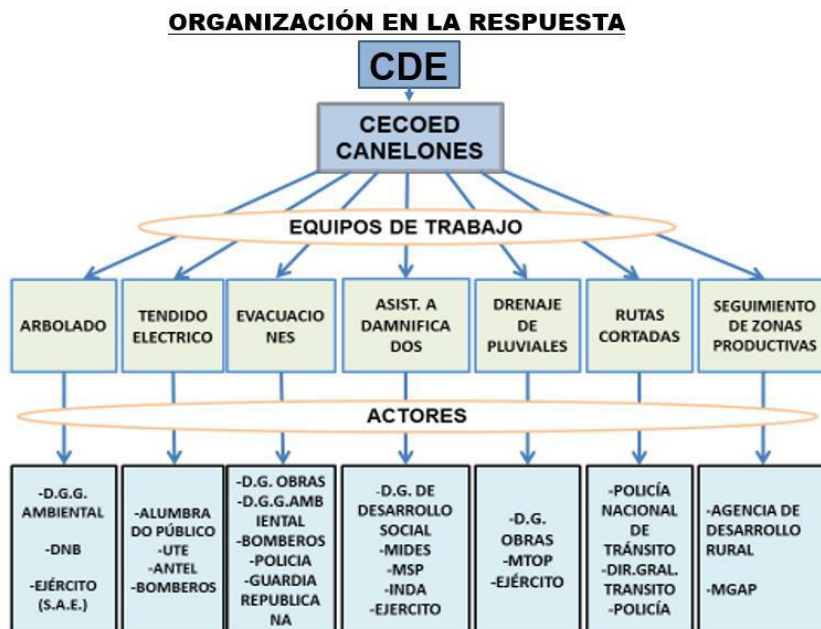 ORGANIZACIÓN EN LA RESPUESTA
CDE
CECOED
CANELONES
EQUIPOS DE TRABAJO
ARBOLADO
TENDIDO
ELECTRICO
EVACUACIO
NES
ASIST. A
DAMNIFICA
DOS
DRENAJE
DE
PLUVIALES
RUTAS
CORTADAS
SEGUIMIENTO
DE ZONAS
PRODUCTIVAS
ACTORES
-D.G.G.
AMBIENTAL
-DNB
-EJÉRCITO
(S.A.E.)
-ALUMBRA
DO PÚBLICO
-UTE
-ANTEL
-BOMBEROS
-D.G. OBRAS
-D.G.G.AMB
IENTAL
-BOMBEROS
-POLICIA
-GUARDIA
REPUBLICA
NA
-D.G. DE
DESARROLLO
SOCIAL
-MIDES
-MSP
-INDA
-EJERCITO
-D.G.
OBRAS
-MTOP
-EJÉRCITO
-POLICÍA
NACIONAL
DE
TRÁNSITO
-DIR.GRAL.
TRANSITO
-POLICÍA
-AGENCIA DE
DESARROLLO
RURAL
-MGAP